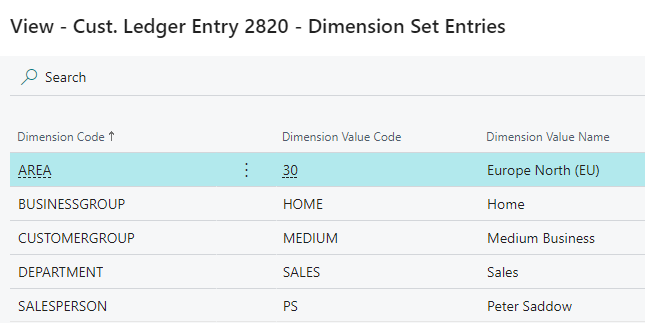 View - Cust. Ledger Entry 2820 - Dimension Set Entries
Search
Dimension Code ↑ Dimension Value Code Dimension Value Name
AREA 30 Europe North (EU)
BUSINESSGROUP HOME Home
CUSTOMERGROUP MEDIUM Medium Business
DEPARTMENT SALES Sales
SALESPERSON PS Peter Saddow